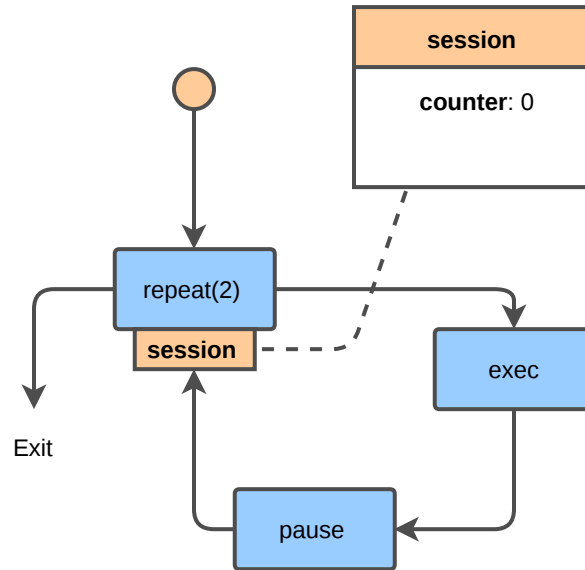 session
counter: 0
repeat(2)
session
exec
Exit
pause